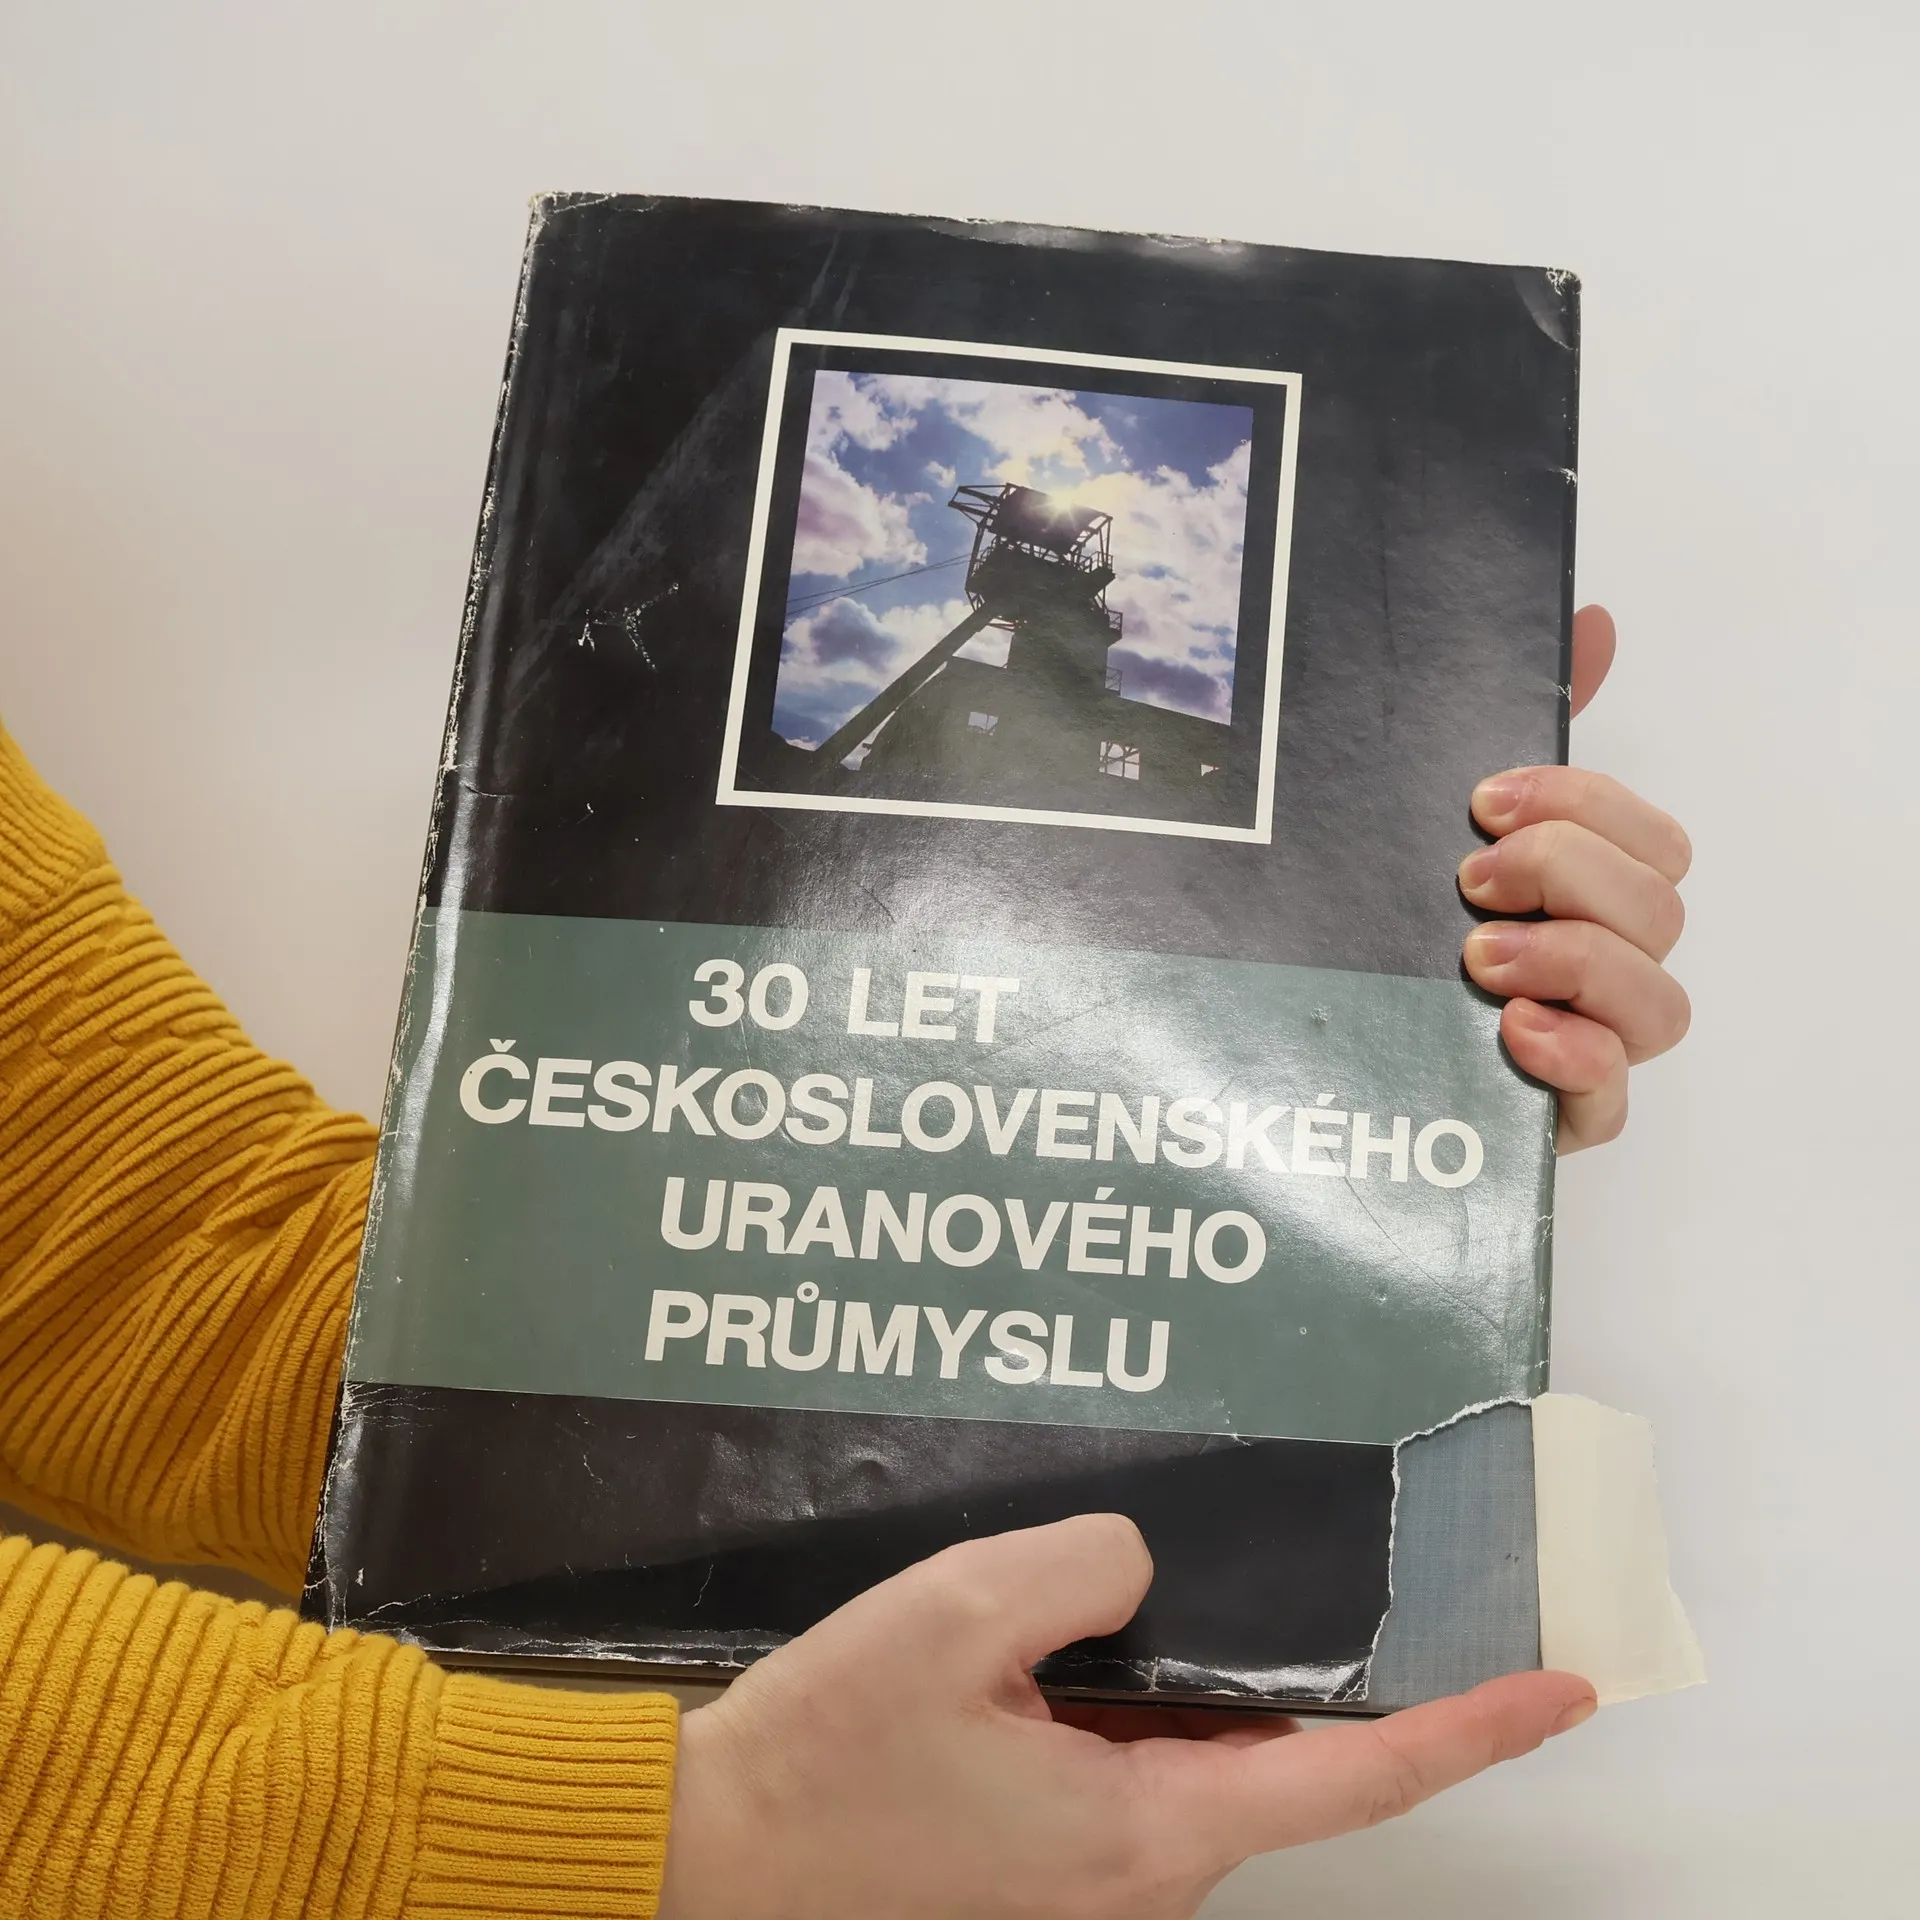 30 LET
ČESKOSLOVENSKÉHO
URANOVÉHO
PRŮMYSLU